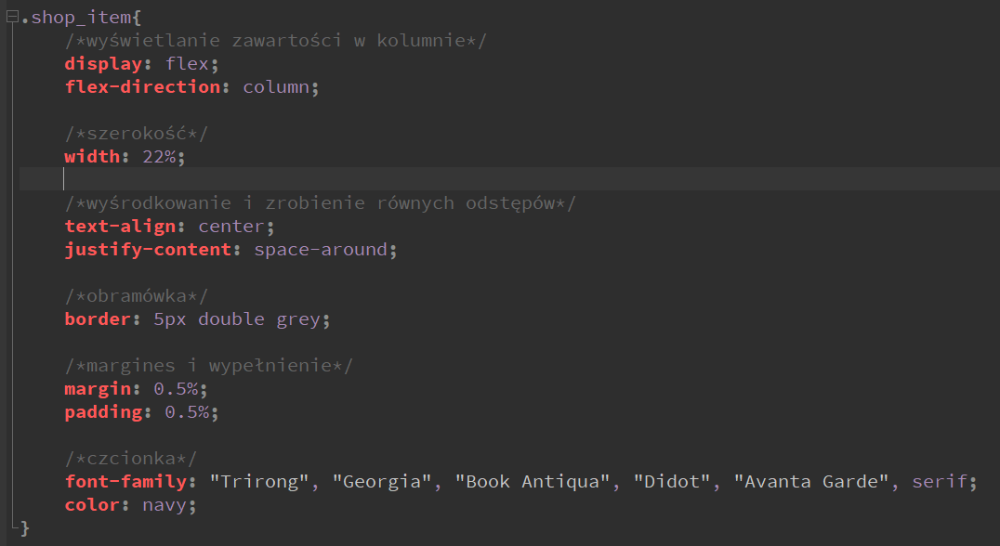 .shop_item{
/*wyświetlanie zawartości w kolumnie*/
display: flex;
flex-direction: column;
/*szerokość*/
width: 22%;
/*wyśrodkowanie i zrobienie równych odstępów*/
text-align: center;
justify-content: space-around;
/*obramówka*/
border: 5px double grey;
/*margines i wypełnienie*/
margin: 0.5%;
padding: 0.5%;
/*czcionka*/
font-family: "Trirong", "Georgia", "Book Antiqua", "Didot", "Avanta Garde", serif;
color: navy;
}